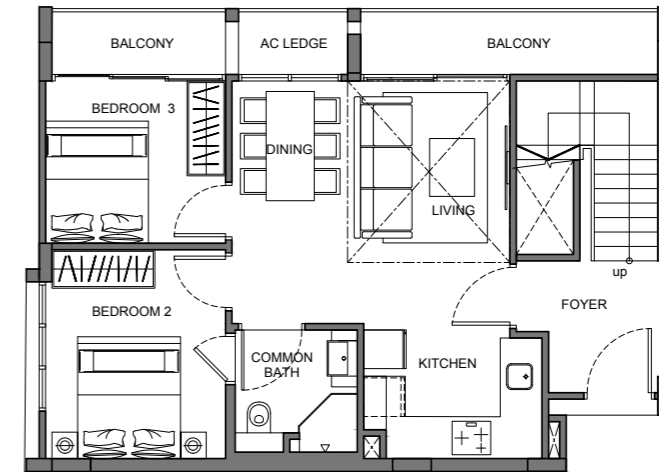 BALCONY
AC LEDGE
BALCONY
BEDROOM 3
DINING
LIVING
up
BEDROOM 2
FOYER
COMMON
BATH
KITCHEN